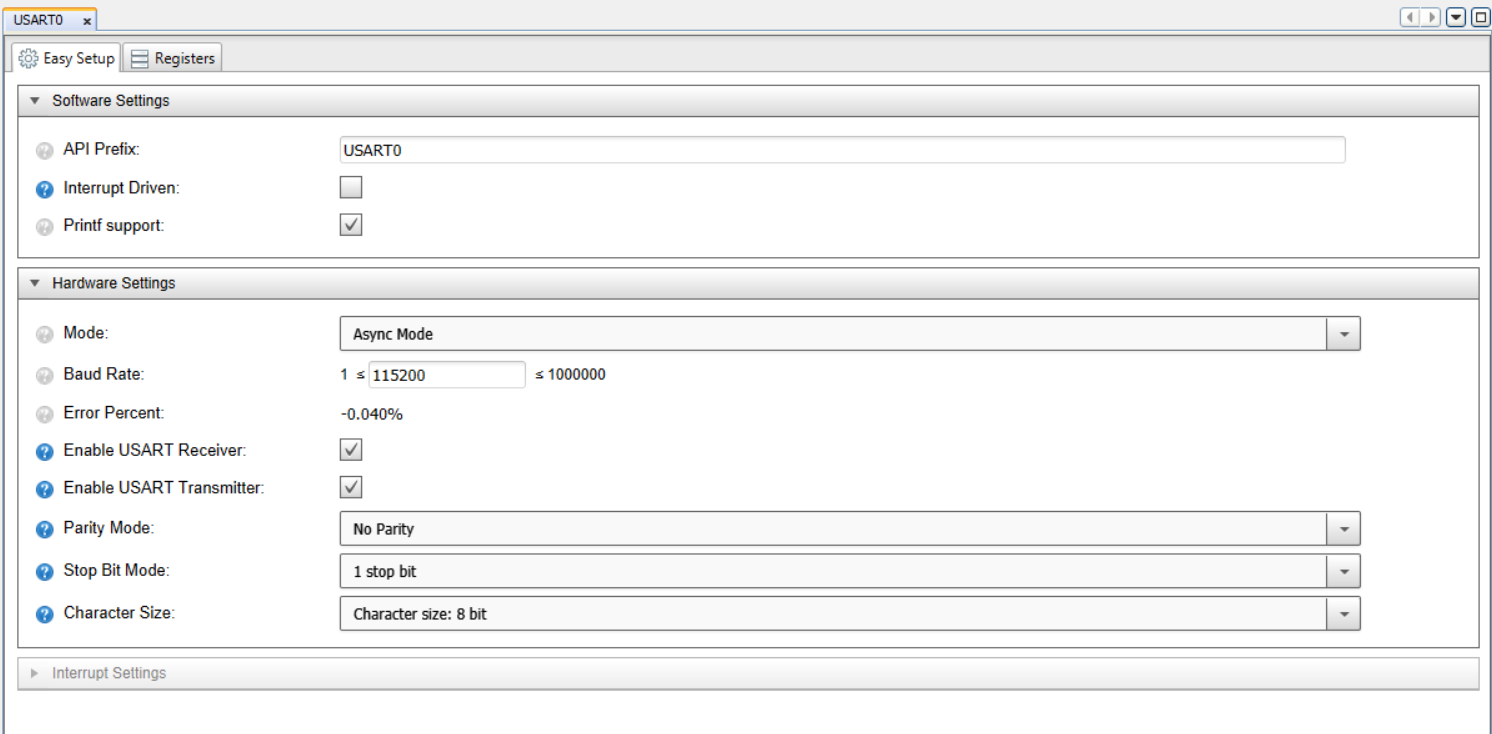 USART0 x
Easy Setup Registers
Software Settings
? API Prefix: USART0
? Interrupt Driven:
? Printf support:
Hardware Settings
? Mode: Async Mode
? Baud Rate: 1 ≤ 115200 ≤ 1000000
? Error Percent: -0.040%
? Enable USART Receiver:
? Enable USART Transmitter:
? Parity Mode: No Parity
? Stop Bit Mode: 1 stop bit
? Character Size: Character size: 8 bit
Interrupt Settings